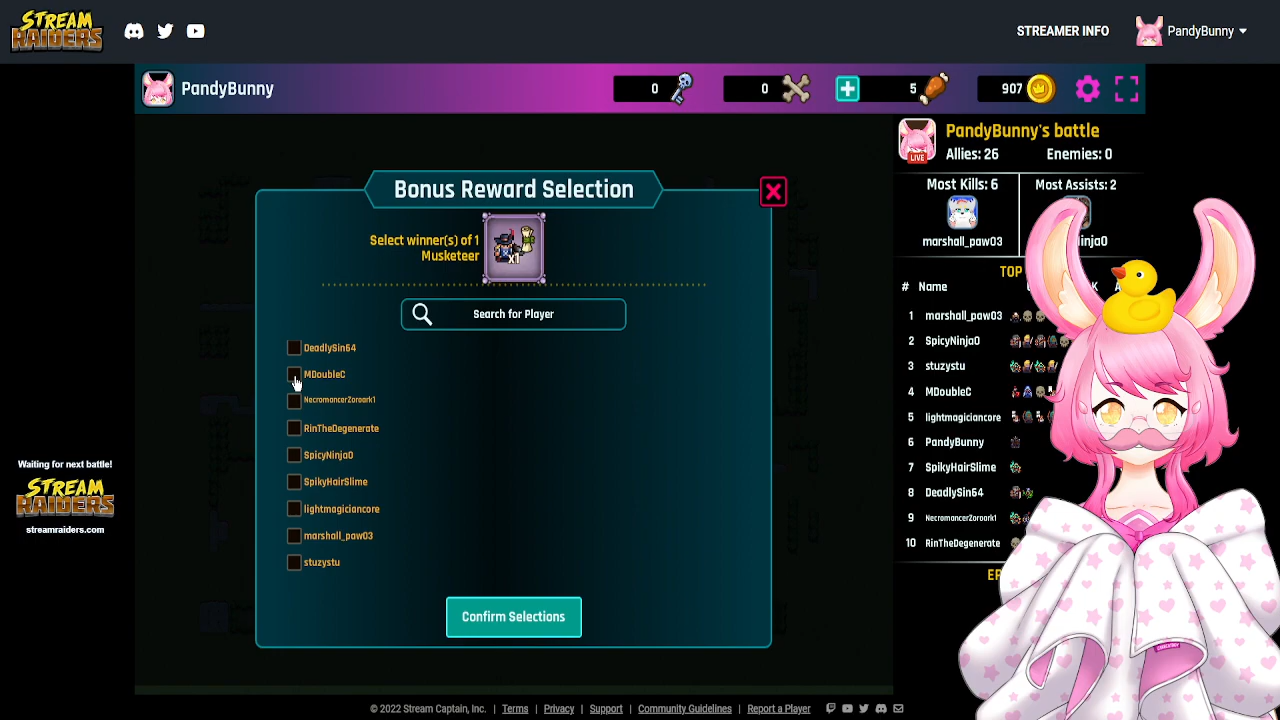 STREAM
RAIDERS
STREAMER INFO
PandyBunny
PandyBunny
0
0
5
907
PandyBunny's battle
LIVE
Allies: 26
Enemies: 0
Most Kills: 6
Most Assists: 2
marshall_paw03
Bonus Reward Selection
Select winner(s) of 1
Musketeer
x1
Search for Player
DeadlySin64
MDoubleC
NecromancerZoroark1
RinTheDegenerate
SpicyNinja0
SpikyHairSlime
lightmagiciancore
marshall_paw03
stuzystu
Confirm Selections
TOP
# Name
1 marshall_paw03
2 SpicyNinja0
3 stuzystu
4 MDoubleC
5 lightmagiciancore
6 PandyBunny
7 SpikyHairSlime
8 DeadlySin64
9 NecromancerZoroark1
10 RinTheDegenerate
Waiting for next battle!
STREAM
RAIDERS
streamraiders.com
© 2022 Stream Captain, Inc. | Terms | Privacy | Support | Community Guidelines | Report a Player